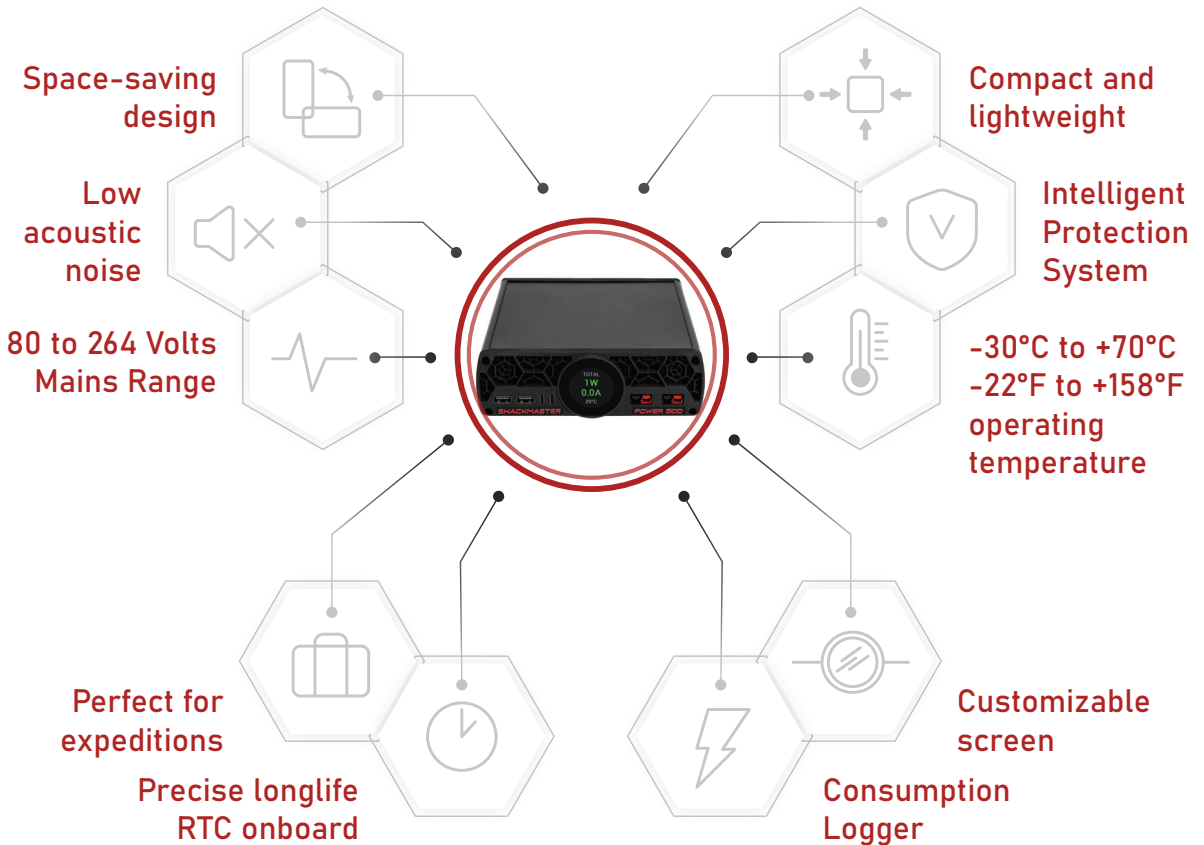 Space-saving
design
Low
acoustic
noise
80 to 264 Volts
Mains Range
Compact and
lightweight
Intelligent
Protection
System
-30°C to +70°C
-22°F to +158°F
operating
temperature
TOTAL
1W
0.0A
29°C
SHACKMASTER
POWER 500
Perfect for
expeditions
Precise longlife
RTC onboard
Customizable
screen
Consumption
Logger